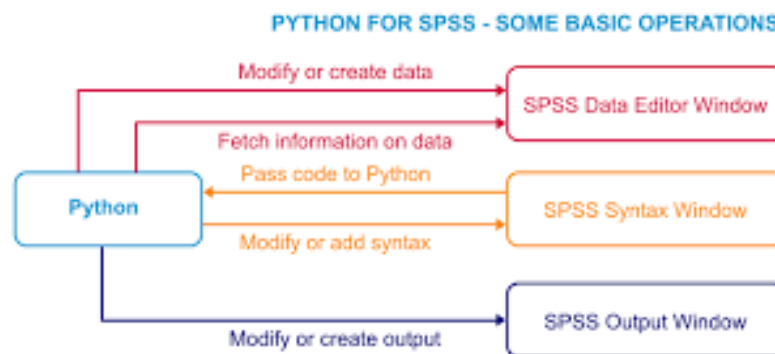 PYTHON FOR SPSS - SOME BASIC OPERATIONS
Modify or create data
SPSS Data Editor Window
Fetch information on data
Pass code to Python
Python
SPSS Syntax Window
Modify or add syntax
SPSS Output Window
Modify or create output